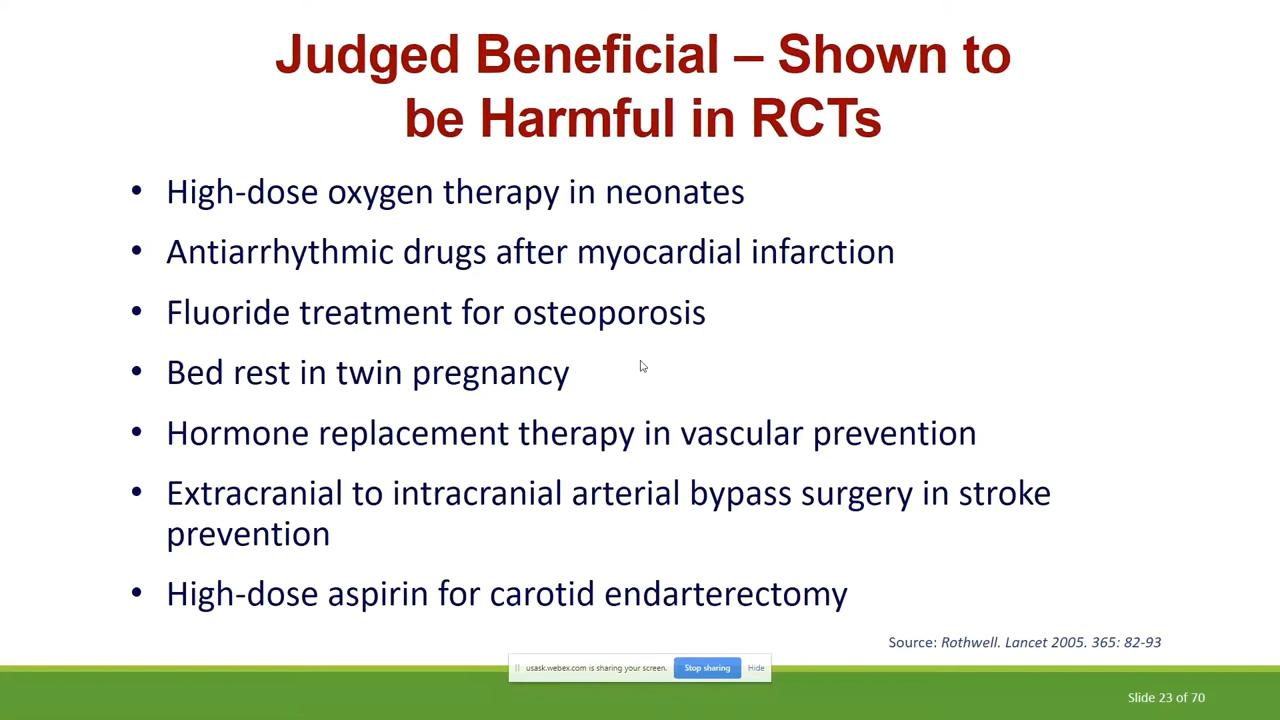 Judged Beneficial – Shown to
be Harmful in RCTs
• High-dose oxygen therapy in neonates
• Antiarrhythmic drugs after myocardial infarction
• Fluoride treatment for osteoporosis
• Bed rest in twin pregnancy
• Hormone replacement therapy in vascular prevention
• Extracranial to intracranial arterial bypass surgery in stroke
prevention
• High-dose aspirin for carotid endarterectomy
Source: Rothwell. Lancet 2005. 365: 82-93
usask.webex.com is sharing your screen. Stop sharing Hide
Slide 23 of 70